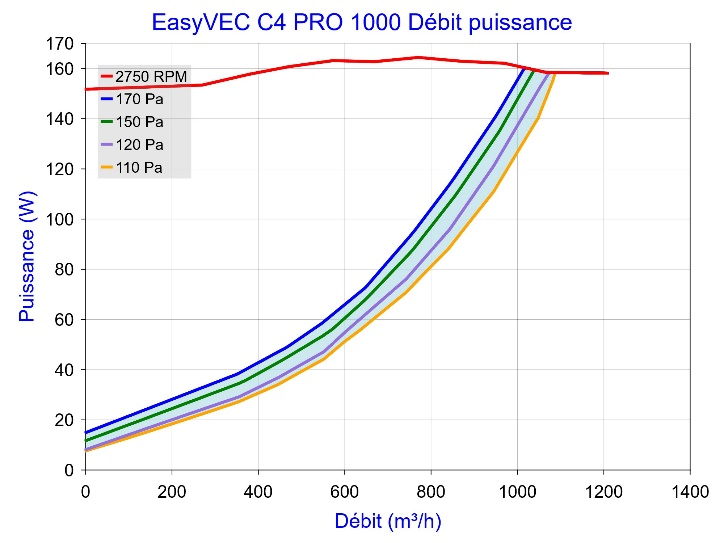 EasyVEC C4 PRO 1000 Débit puissance
170
160
140
120
100
80
60
40
20
0
Puissance (W)
2750 RPM
170 Pa
150 Pa
120 Pa
110 Pa
0 200 400 600 800 1000 1200 1400
Débit (m³/h)